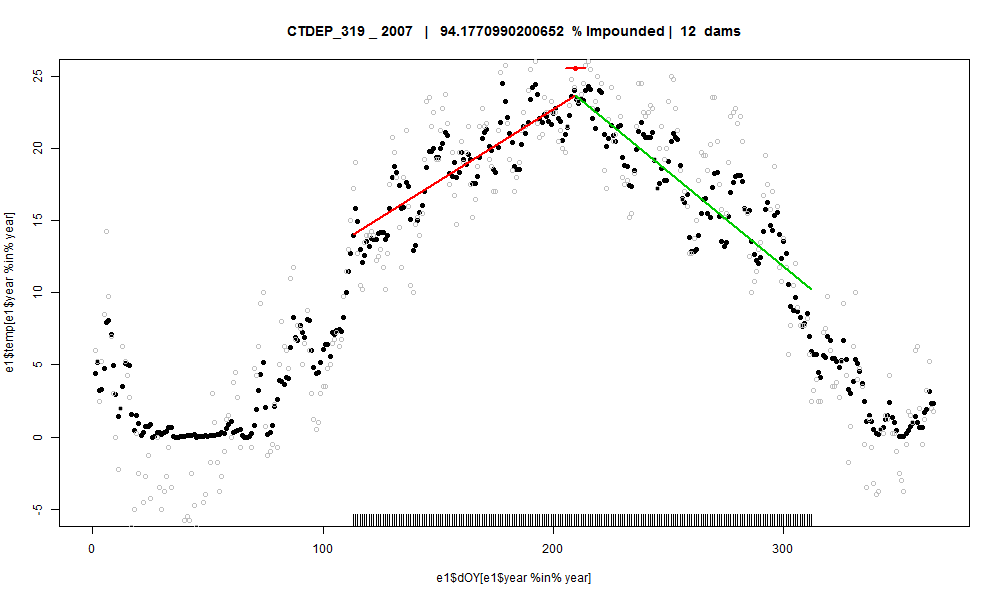 CTDEP_319 _ 2007 | 94.1770990200652 % Impounded | 12 dams
e1$temp[e1$year %in% year]
25
20
15
10
5
0
-5
0 100 200 300
e1$dOY[e1$year %in% year]